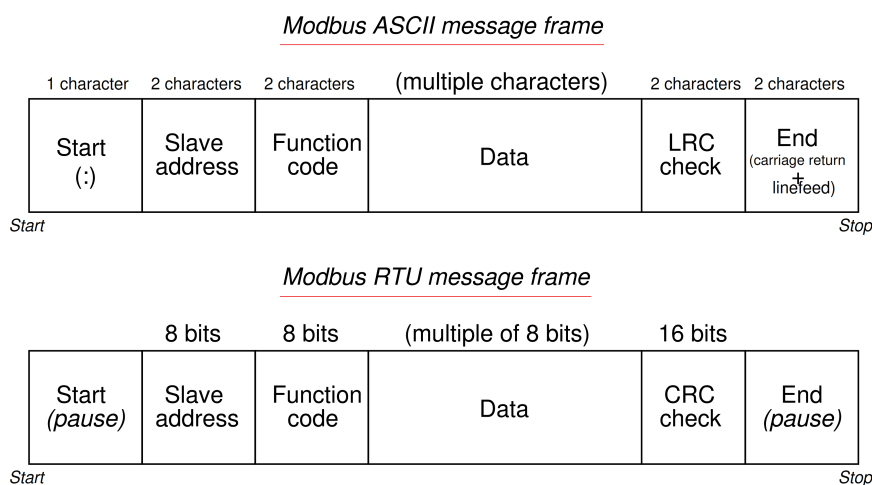 Modbus ASCII message frame
1 character 2 characters 2 characters (multiple characters) 2 characters 2 characters
Start
(:)
Slave
address
Function
code
Data
LRC
check
End
(carriage return
+
linefeed)
Start
Stop
Modbus RTU message frame
8 bits 8 bits (multiple of 8 bits) 16 bits
Start
(pause)
Slave
address
Function
code
Data
CRC
check
End
(pause)
Start
Stop